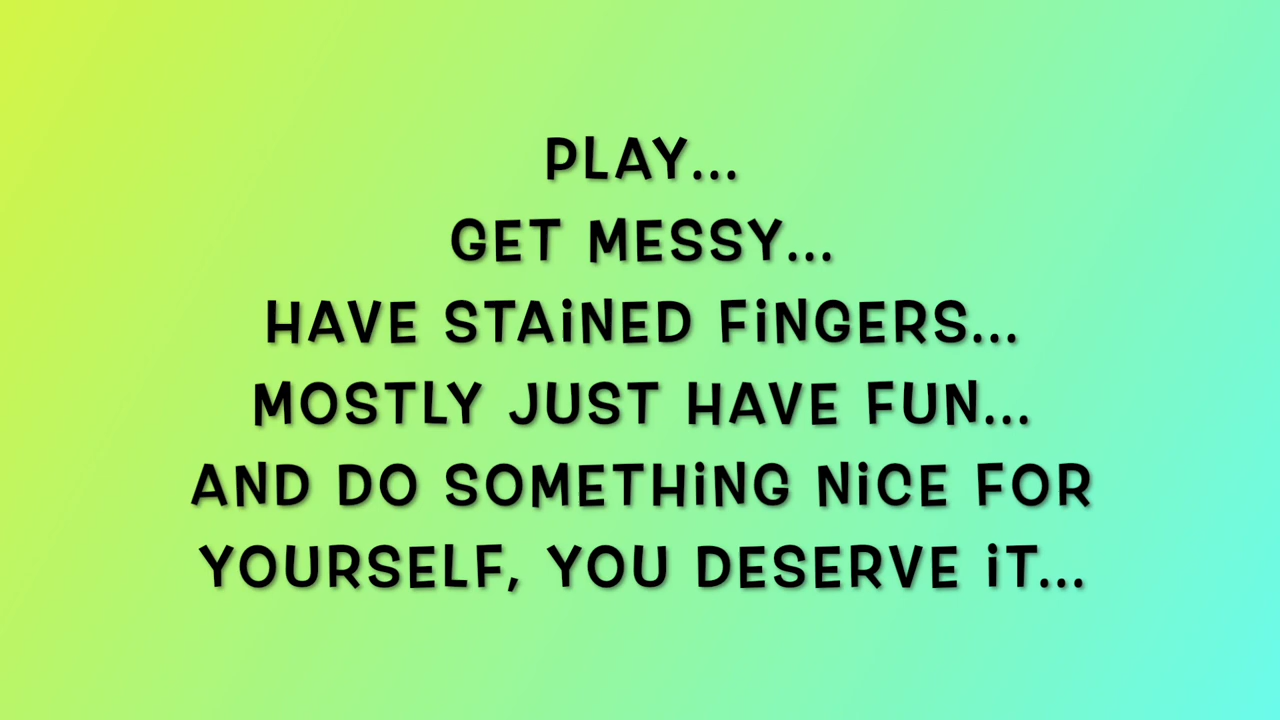 PLAY...
GET MESSY...
HAVE STAiNED FiNGERS...
MOSTLY JUST HAVE FUN...
AND DO SOMETHiNG NiCE FOR
YOURSELF, YOU DESERVE iT...